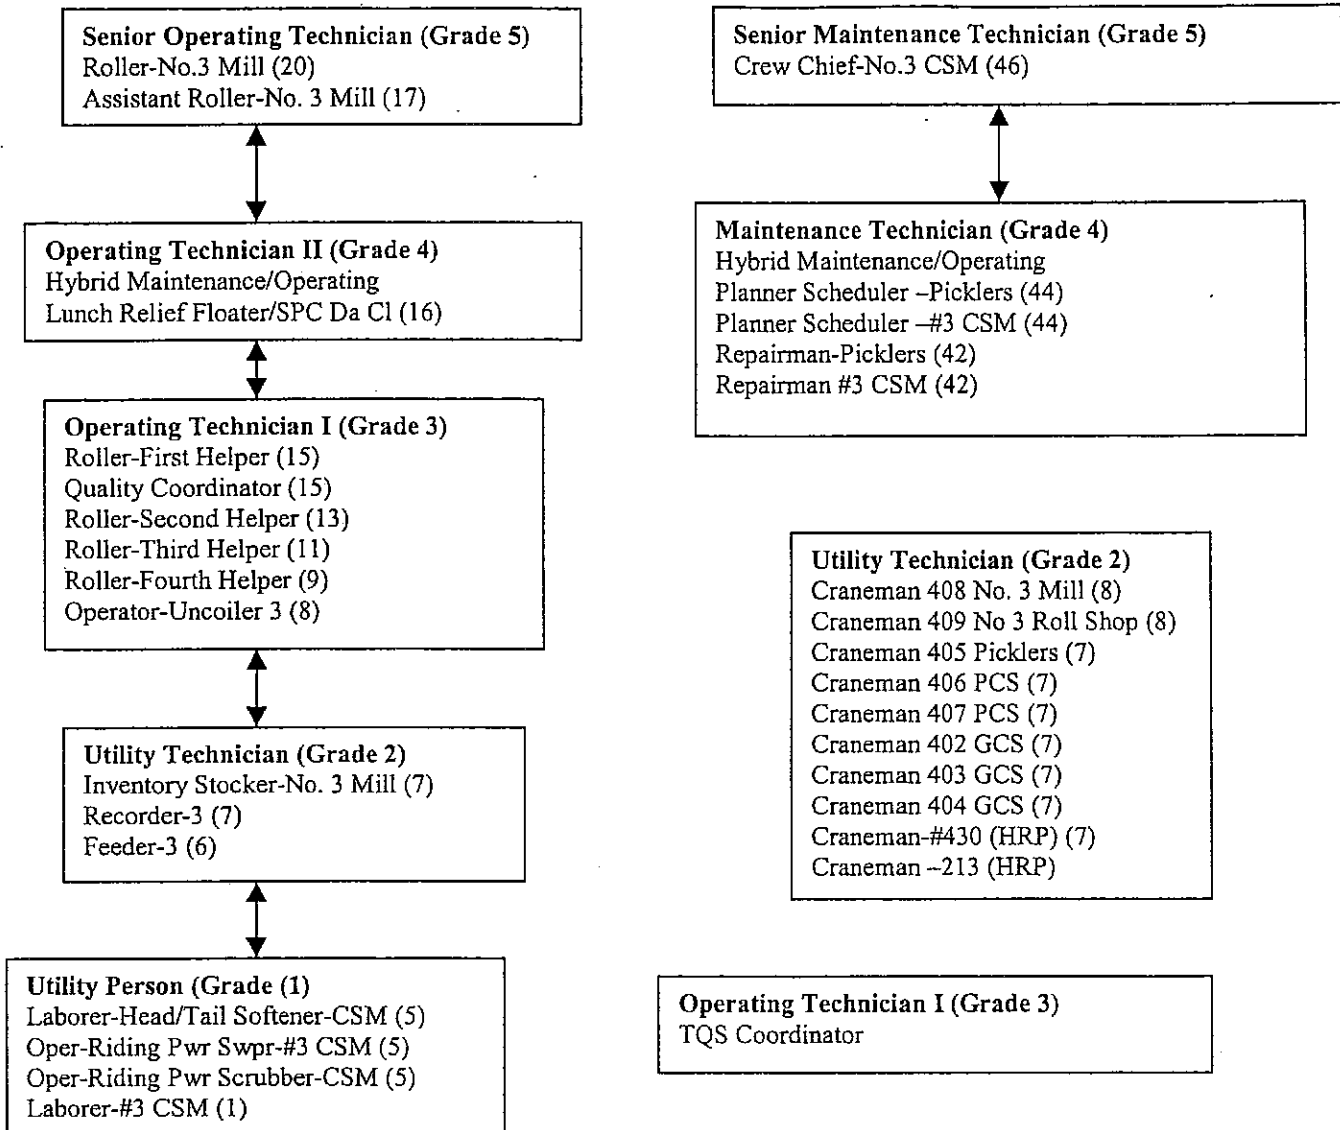 Senior Operating Technician (Grade 5)
Roller-No.3 Mill (20)
Assistant Roller-No. 3 Mill (17)
Operating Technician II (Grade 4)
Hybrid Maintenance/Operating
Lunch Relief Floater/SPC Da Cl (16)
Operating Technician I (Grade 3)
Roller-First Helper (15)
Quality Coordinator (15)
Roller-Second Helper (13)
Roller-Third Helper (11)
Roller-Fourth Helper (9)
Operator-Uncoiler 3 (8)
Utility Technician (Grade 2)
Inventory Stocker-No. 3 Mill (7)
Recorder-3 (7)
Feeder-3 (6)
Utility Person (Grade (1)
Laborer-Head/Tail Softener-CSM (5)
Oper-Riding Pwr Swpr-#3 CSM (5)
Oper-Riding Pwr Scrubber-CSM (5)
Laborer-#3 CSM (1)
Senior Maintenance Technician (Grade 5)
Crew Chief-No.3 CSM (46)
Maintenance Technician (Grade 4)
Hybrid Maintenance/Operating
Planner Scheduler –Picklers (44)
Planner Scheduler –#3 CSM (44)
Repairman-Picklers (42)
Repairman #3 CSM (42)
Utility Technician (Grade 2)
Craneman 408 No. 3 Mill (8)
Craneman 409 No 3 Roll Shop (8)
Craneman 405 Picklers (7)
Craneman 406 PCS (7)
Craneman 407 PCS (7)
Craneman 402 GCS (7)
Craneman 403 GCS (7)
Craneman 404 GCS (7)
Craneman-#430 (HRP) (7)
Craneman –213 (HRP)
Operating Technician I (Grade 3)
TQS Coordinator